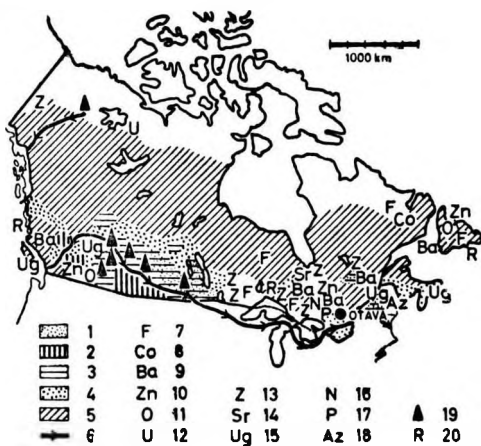 1000 km
Z
U
R
Ba
Ug
Ug
Zn
O
F
Z
Z
F
R
Z
F
Z
Sr
Z
Ba
Zn
N
Ba
P
OTAVA
Z
Ba
Ug
Az
Ug
F
Co
Ba
Zn
O
F
R
1 F 7
2 Co 8
3 Ba 9
4 Zn 10 Z 13 N 16
5 O 11 Sr 14 P 17 19
6 U 12 Ug 15 Az 18 R 20